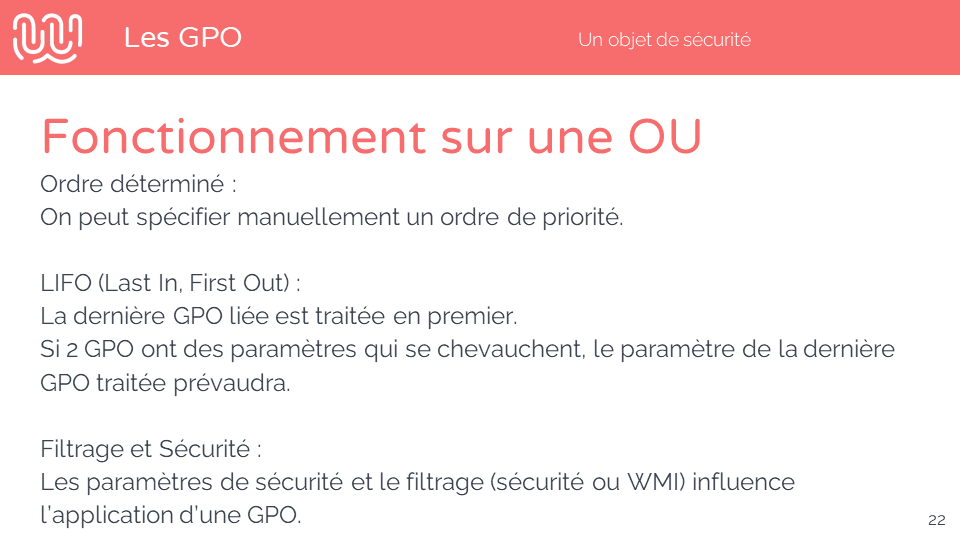 Les GPO
Un objet de sécurité
Fonctionnement sur une OU
Ordre déterminé :
On peut spécifier manuellement un ordre de priorité.
LIFO (Last In, First Out) :
La dernière GPO liée est traitée en premier.
Si 2 GPO ont des paramètres qui se chevauchent, le paramètre de la dernière
GPO traitée prévaudra.
Filtrage et Sécurité :
Les paramètres de sécurité et le filtrage (sécurité ou WMI) influence
l’application d’une GPO.
22